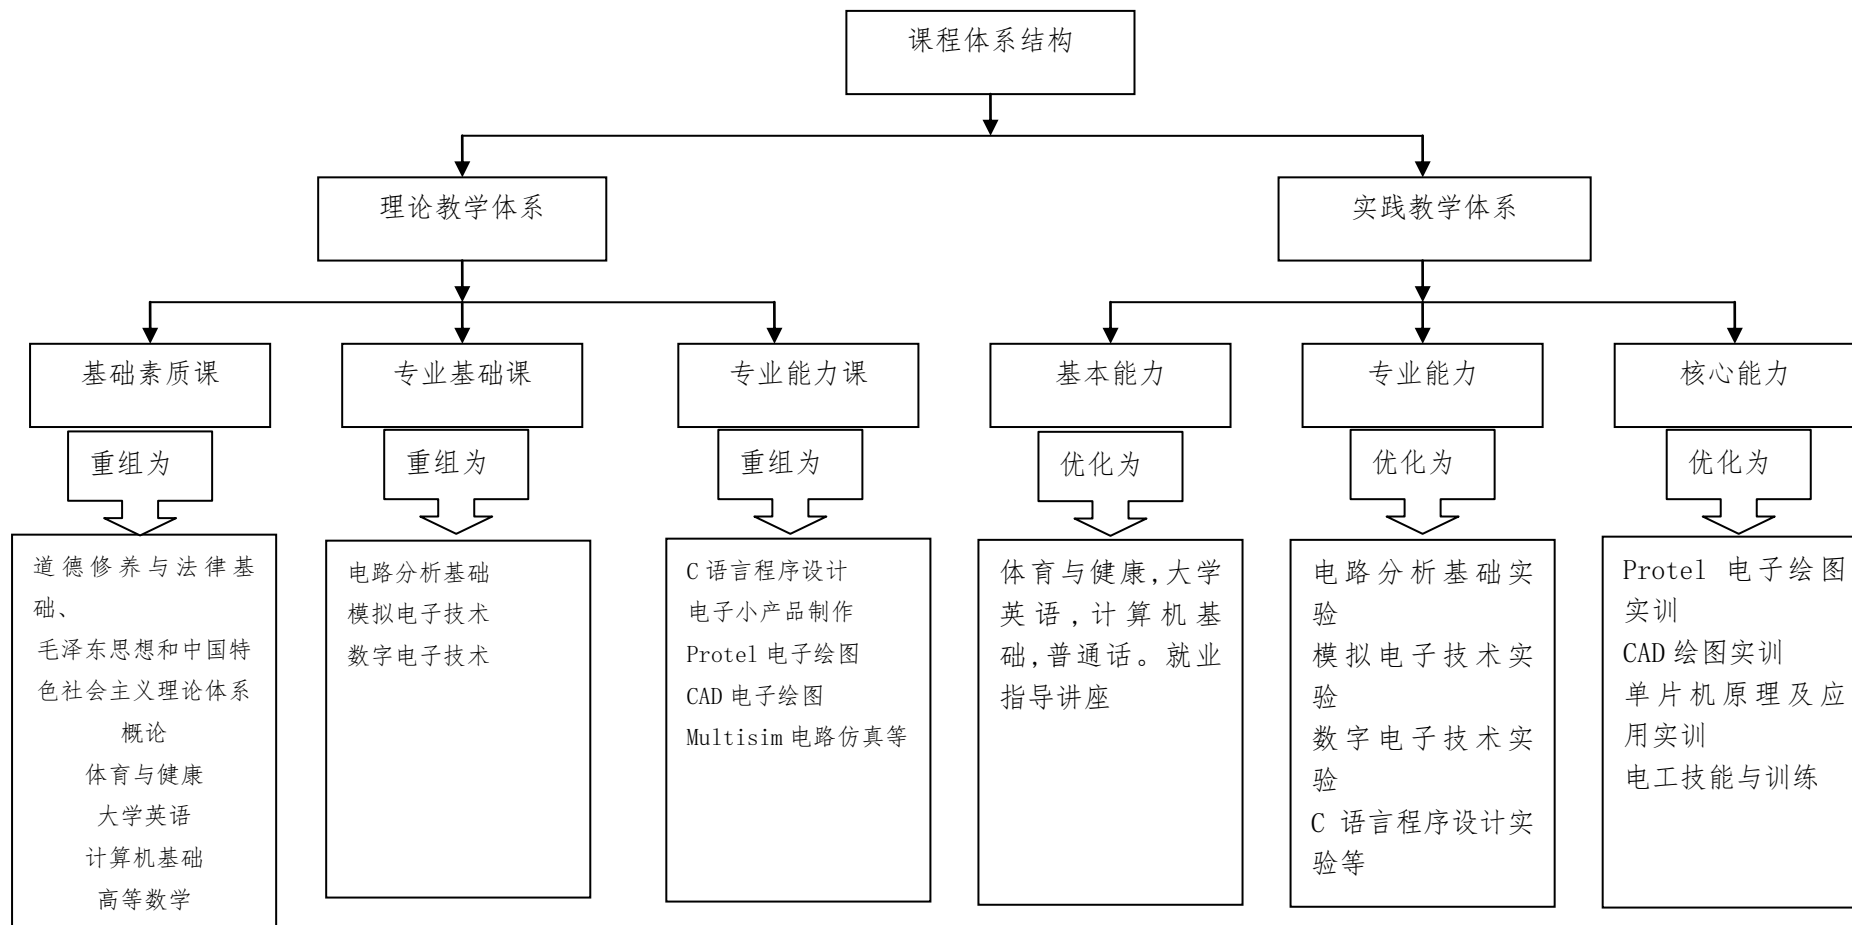 课程体系结构
理论教学体系
实践教学体系
基础素质课
专业基础课
专业能力课
基本能力
专业能力
核心能力
重组为
重组为
重组为
优化为
优化为
优化为
道德修养与法律基
础、
毛泽东思想和中国特
色社会主义理论体系
概论
体育与健康
大学英语
计算机基础
高等数学
电路分析基础
模拟电子技术
数字电子技术
C 语言程序设计
电子小产品制作
Protel 电子绘图
CAD 电子绘图
Multisim 电路仿真等
体育与健康,大学
英语,计算机基
础,普通话。就业
指导讲座
电路分析基础实
验
模拟电子技术实
验
数字电子技术实
验
C 语言程序设计实
验等
Protel 电子绘图
实训
CAD 绘图实训
单片机原理及应
用实训
电工技能与训练